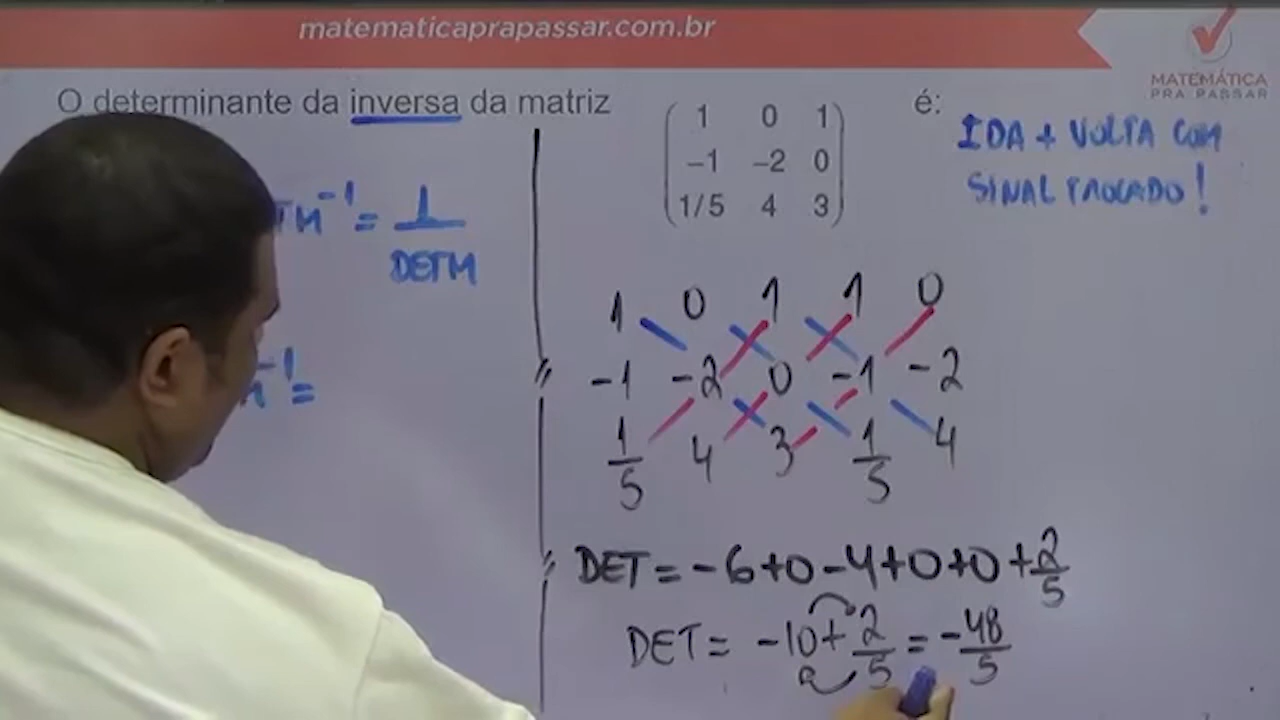 matematicaprapassar.com.br
MATEMÁTICA
PRA PASSAR
O determinante da inversa da matriz
1 0 1
-1 -2 0
1/5 4 3
é:
IDA + VOLTA COM
SINAL TROCADO!
M⁻¹ = 1/DETM
⁻¹ =
1 0 1 1 0
-1 -2 0 -1 -2
1/5 4 3 1/5 4
DET = -6+0-4+0+0+2/5
DET = -10+2/5 = -48/5